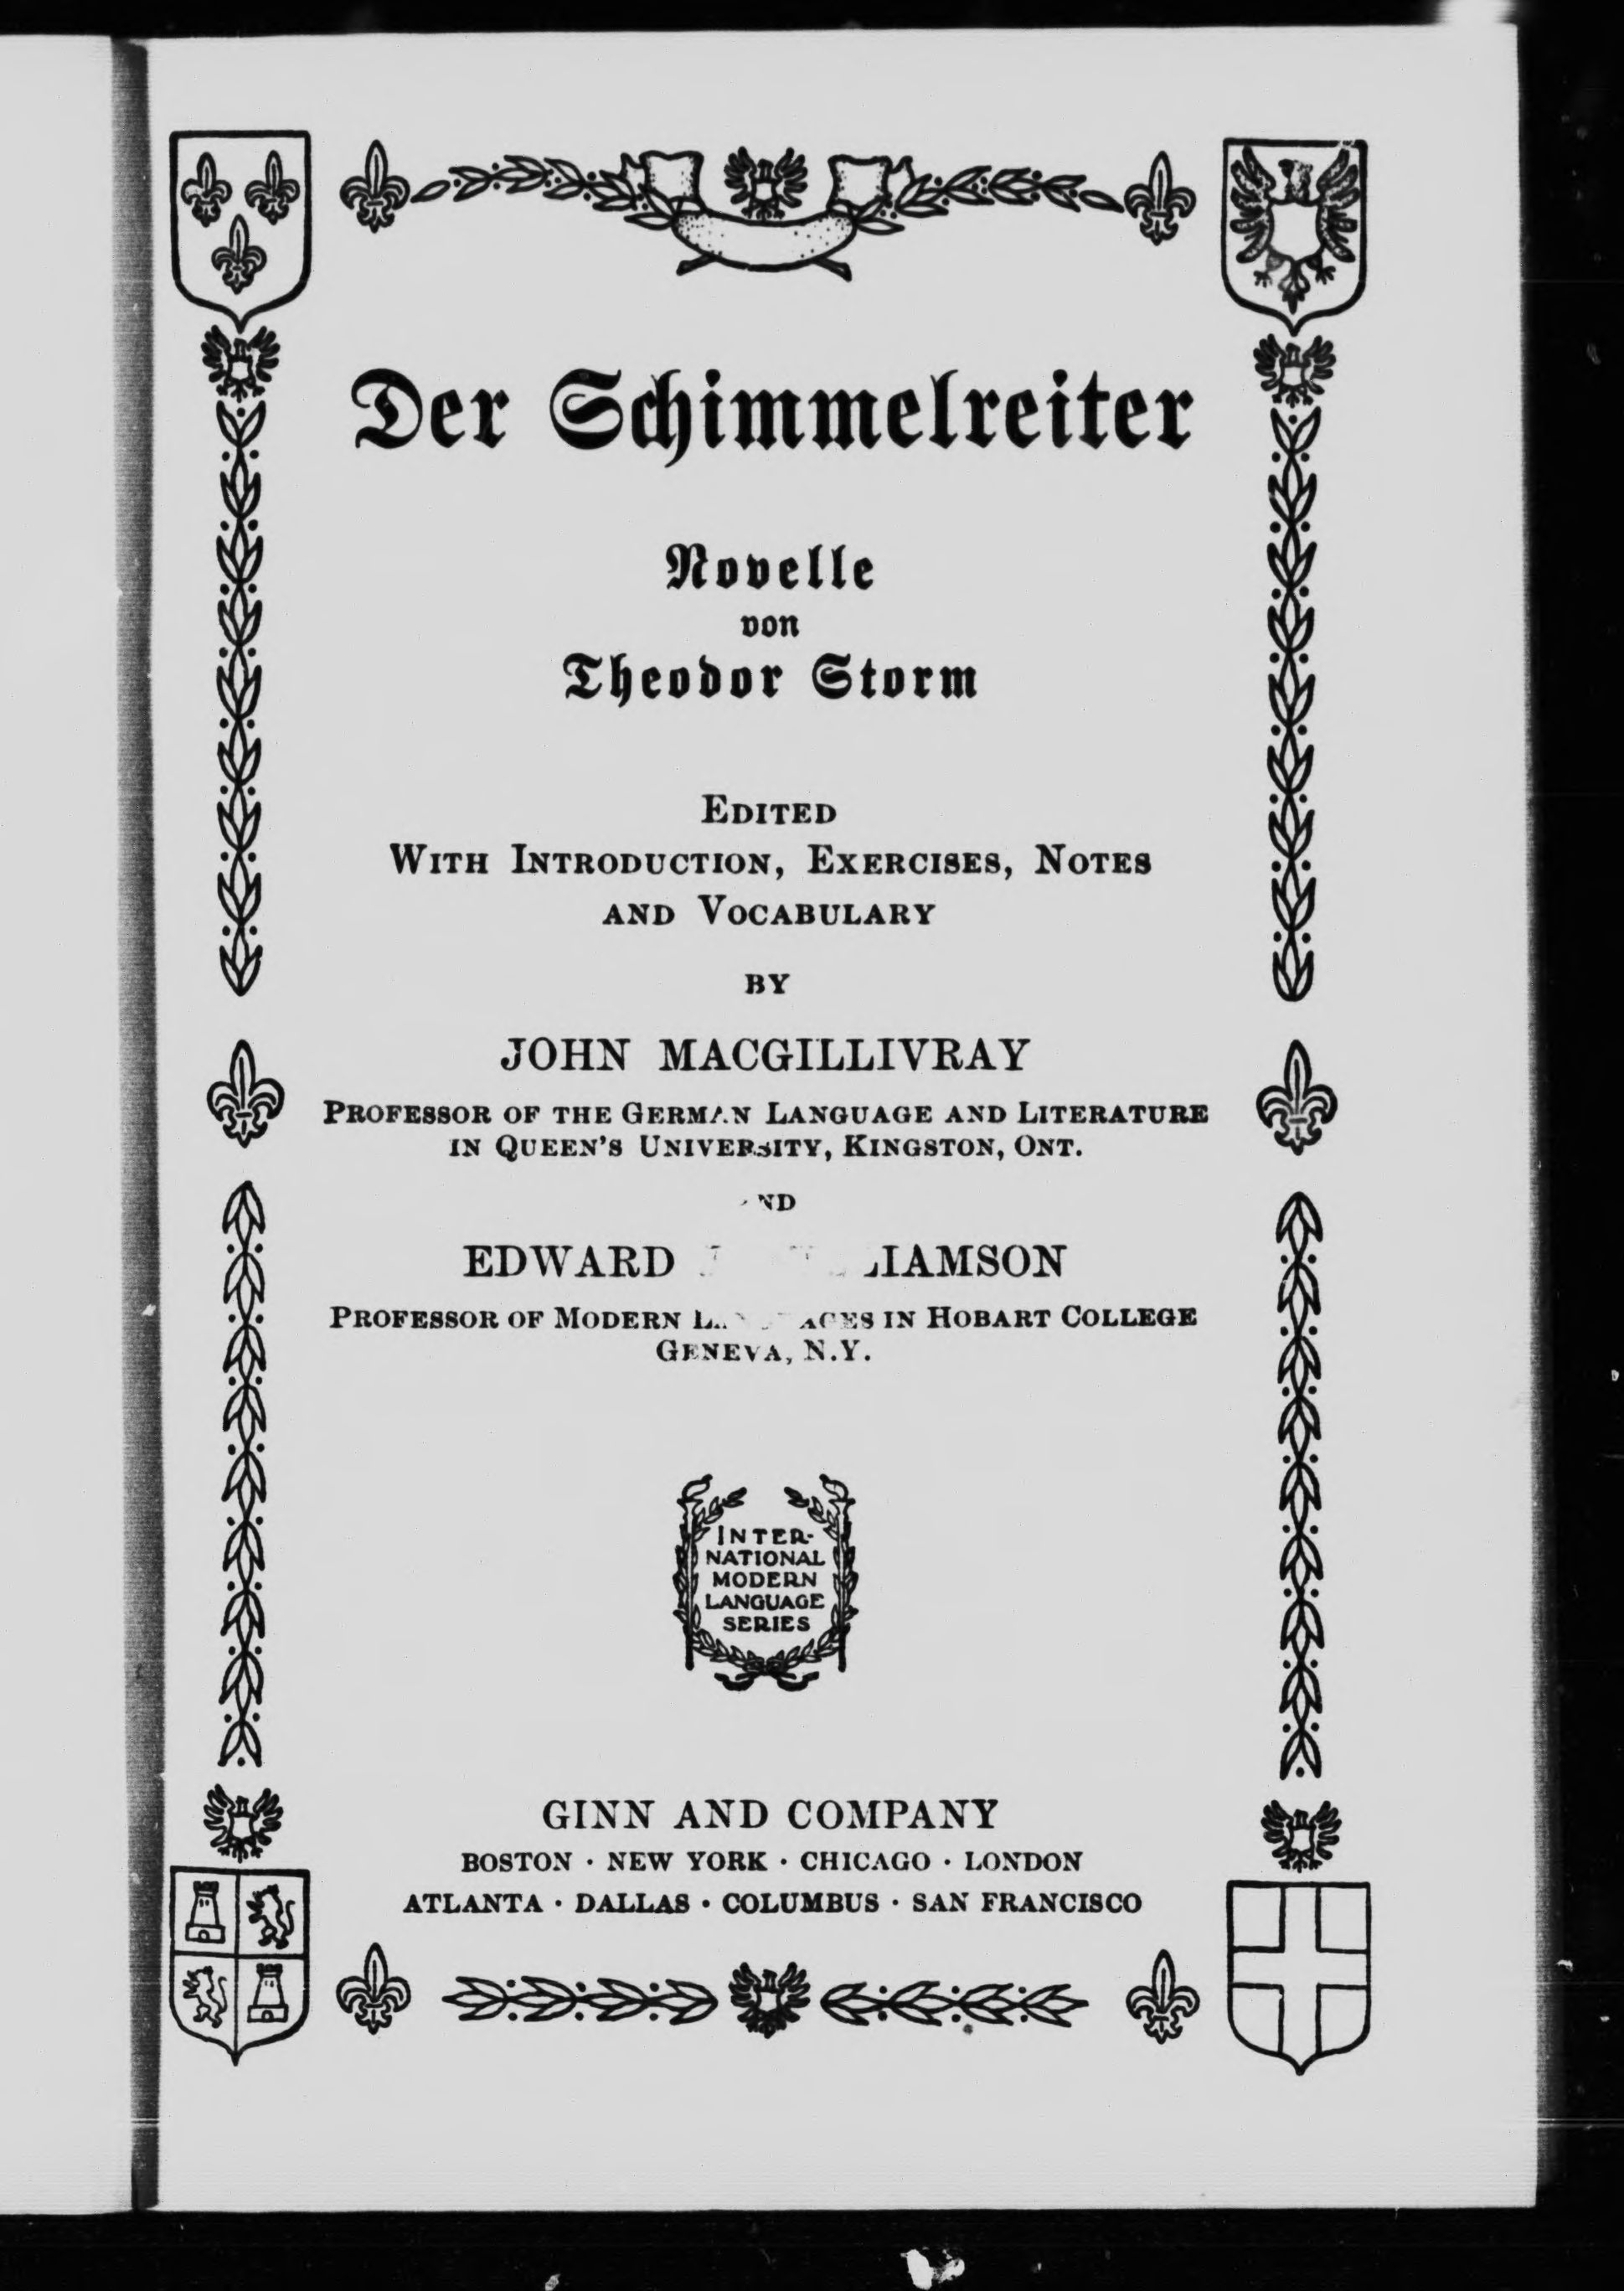 Der Schimmelreiter
Novelle
von
Theodor Storm
EDITED
WITH INTRODUCTION, EXERCISES, NOTES
AND VOCABULARY
BY
JOHN MACGILLIVRAY
PROFESSOR OF THE GERMAN LANGUAGE AND LITERATURE
IN QUEEN'S UNIVERSITY, KINGSTON, ONT.
AND
EDWARD
PROFESSOR OF MODERN LANGUAGES IN HOBART COLLEGE
GENEVA, N.Y.
INTER-
NATIONAL
MODERN
LANGUAGE
SERIES
GINN AND COMPANY
BOSTON · NEW YORK · CHICAGO · LONDON
ATLANTA · DALLAS · COLUMBUS · SAN FRANCISCO